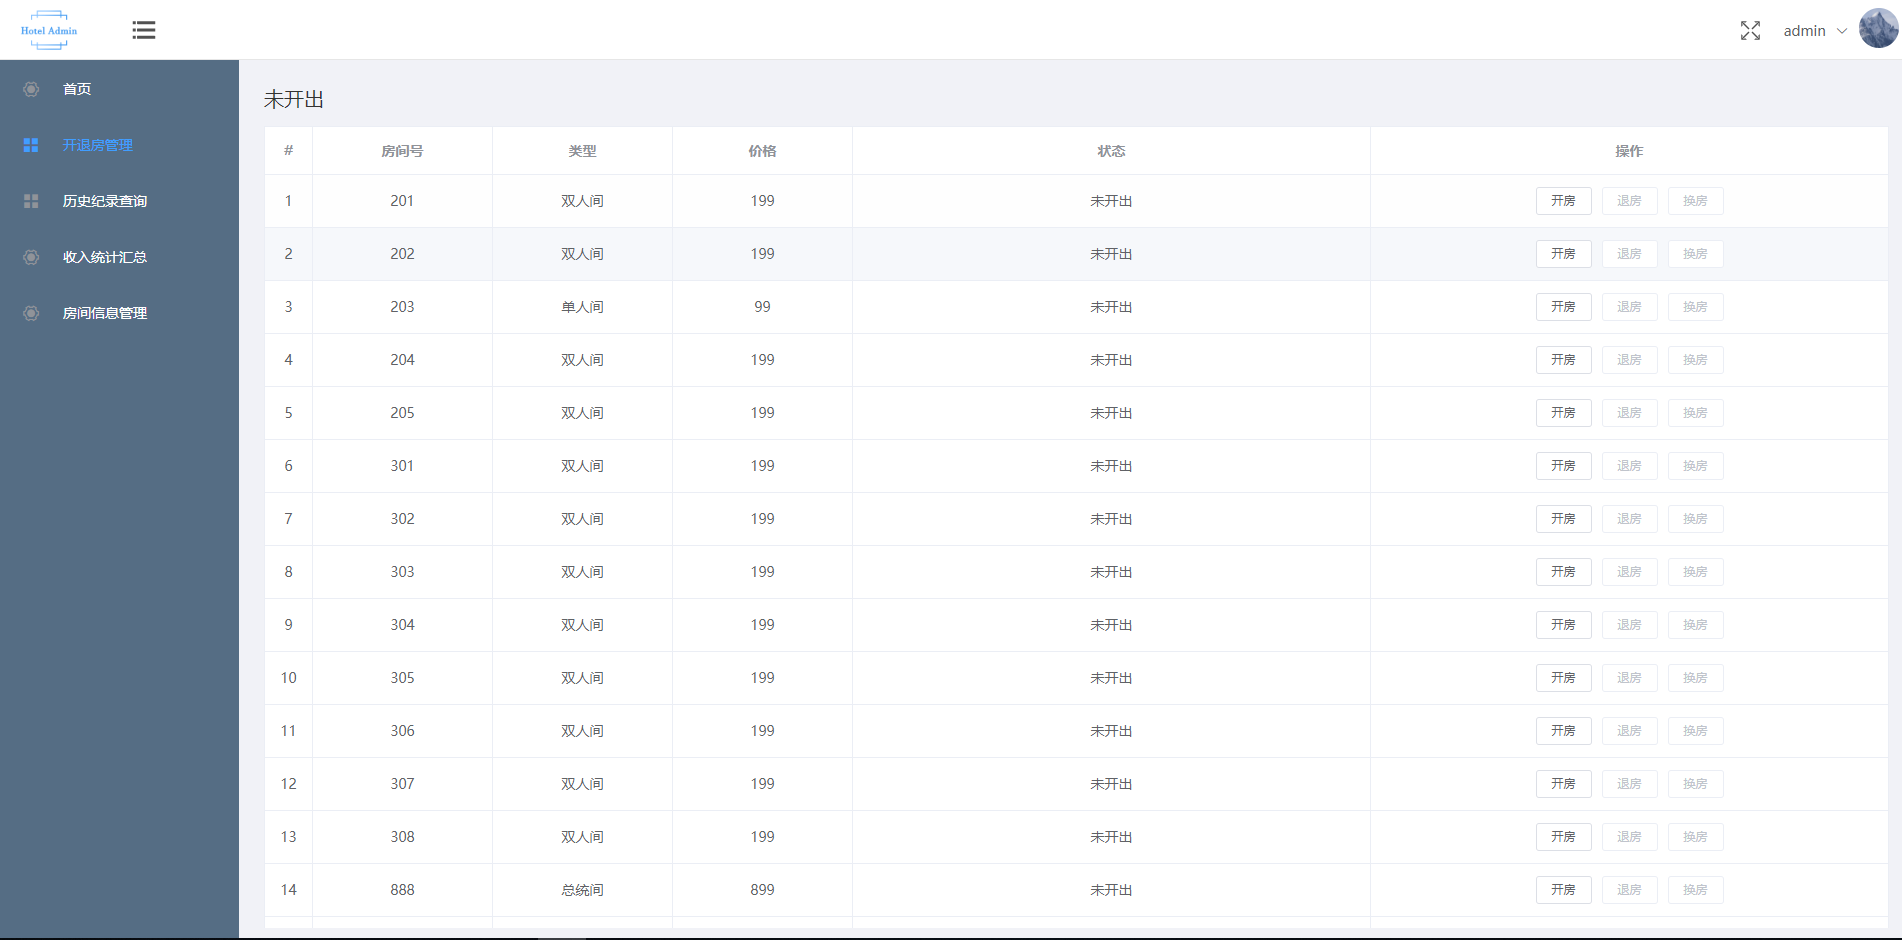 Hotel Admin
admin
首页
开退房管理
历史纪录查询
收入统计汇总
房间信息管理
未开出
# 房间号 类型 价格 状态 操作
1 201 双人间 199 未开出 开房 退房 换房
2 202 双人间 199 未开出 开房 退房 换房
3 203 单人间 99 未开出 开房 退房 换房
4 204 双人间 199 未开出 开房 退房 换房
5 205 双人间 199 未开出 开房 退房 换房
6 301 双人间 199 未开出 开房 退房 换房
7 302 双人间 199 未开出 开房 退房 换房
8 303 双人间 199 未开出 开房 退房 换房
9 304 双人间 199 未开出 开房 退房 换房
10 305 双人间 199 未开出 开房 退房 换房
11 306 双人间 199 未开出 开房 退房 换房
12 307 双人间 199 未开出 开房 退房 换房
13 308 双人间 199 未开出 开房 退房 换房
14 888 总统间 899 未开出 开房 退房 换房